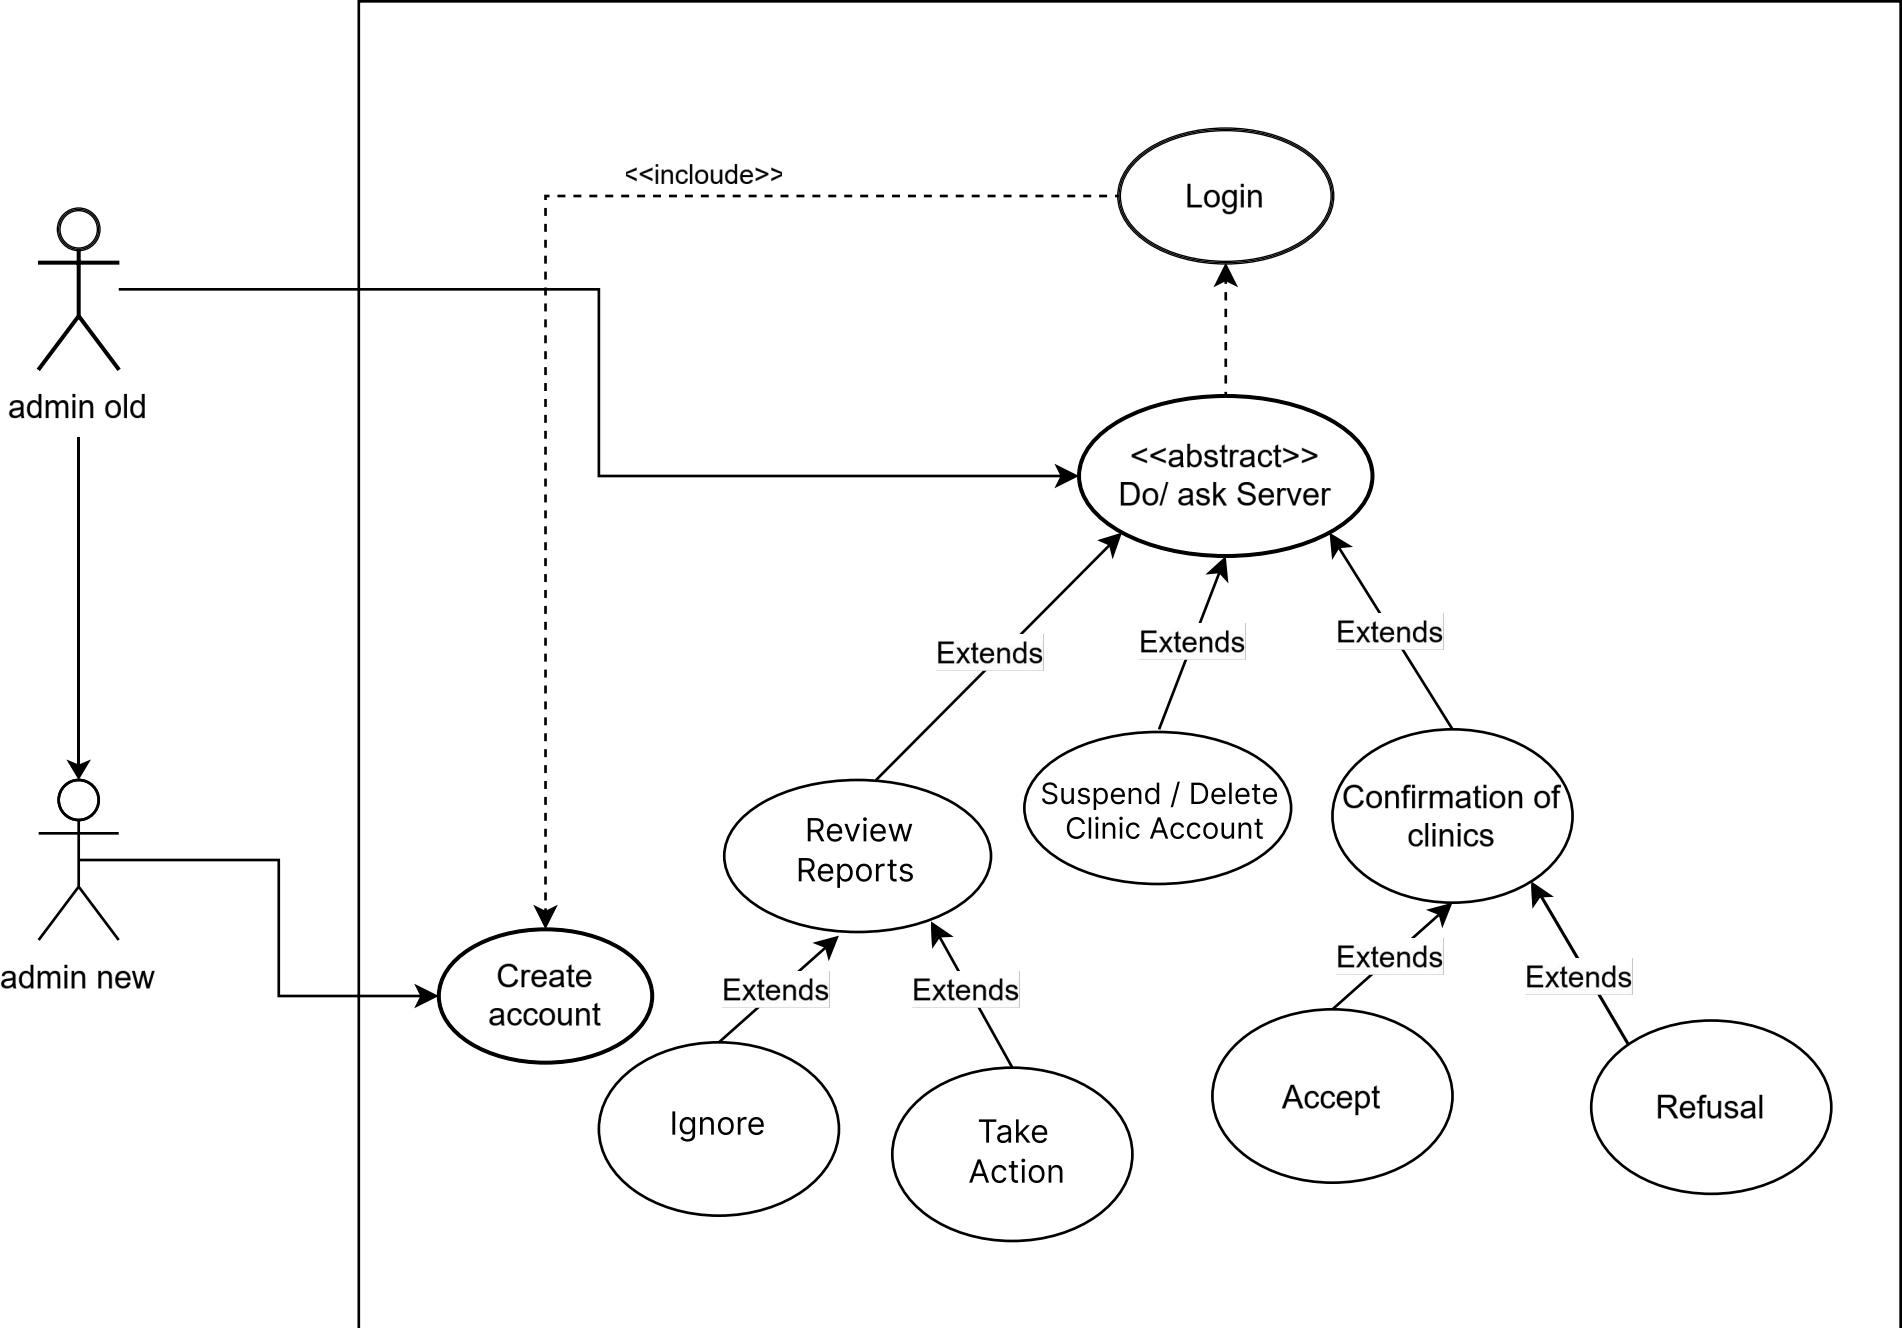 <<incloude>>
Login
admin old
<<abstract>>
Do/ ask Server
Extends
Extends
Extends
Suspend / Delete
Clinic Account
Confirmation of
clinics
Review
Reports
admin new
Create
account
Extends
Extends
Extends
Extends
Ignore
Take
Action
Accept
Refusal